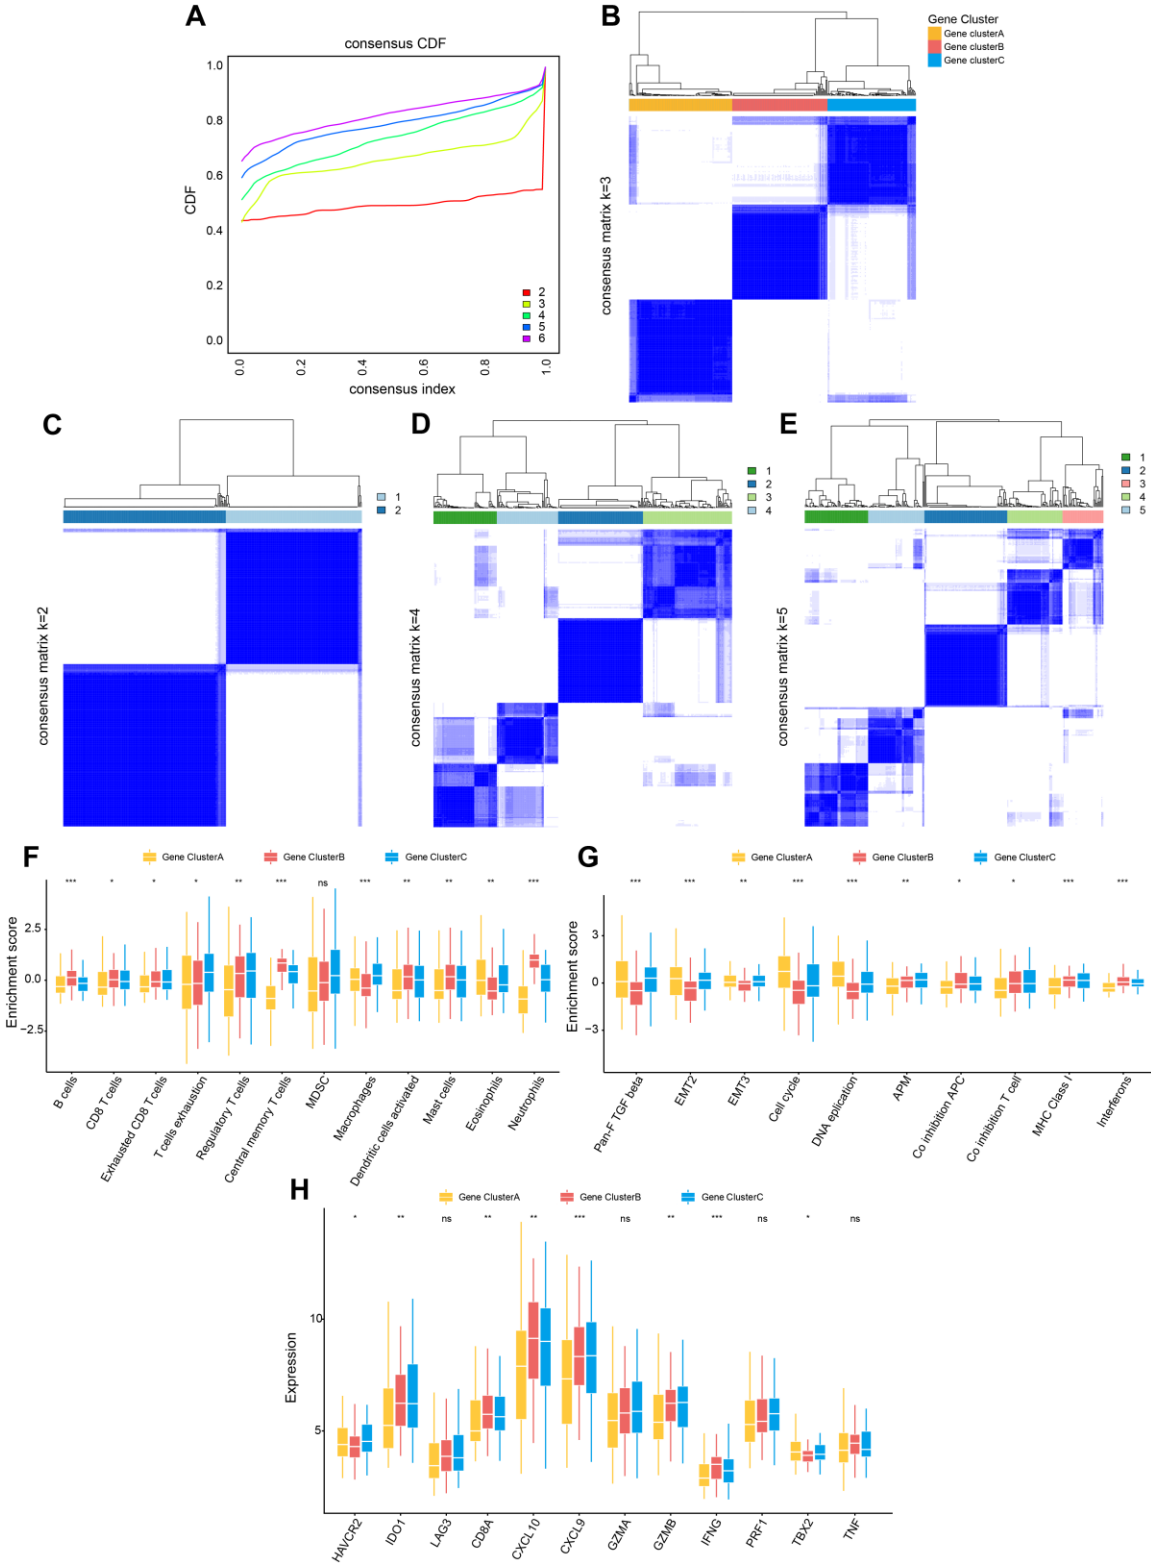 A
consensus CDF
CDF
1.0
0.8
0.6
0.4
0.2
0.0
2
3
4
5
6
0.0
0.2
0.4
0.6
0.8
1.0
consensus index
B
Gene Cluster
Gene clusterA
Gene clusterB
Gene clusterC
consensus matrix k=3
C
1
2
consensus matrix k=2
D
1
2
3
4
consensus matrix k=4
E
1
2
3
4
5
consensus matrix k=5
F
Gene ClusterA
Gene ClusterB
Gene ClusterC
*** * * * ** *** ns *** ** ** ** ***
Enrichment score
2.5
0.0
−2.5
B cells
CD8 T cells
Exhausted CD8 T cells
T cells exhaustion
Regulatory T cells
Central memory T cells
MDSC
Macrophages
Dendritic cells activated
Mast cells
Eosinophils
Neutrophils
G
Gene ClusterA
Gene ClusterB
Gene ClusterC
*** *** ** *** *** ** * * *** ***
Enrichment score
3
0
−3
Pan-F TGF beta
EMT2
EMT3
Cell cycle
DNA eplication
APM
Co inhibition APC
Co inhibition T cell
MHC Class I
Interferons
H
Gene ClusterA
Gene ClusterB
Gene ClusterC
* ** ns ** ** *** ns ** *** ns * ns
Expression
10
5
HAVCR2
IDO1
LAG3
CD8A
CXCL10
CXCL9
GZMA
GZMB
IFNG
PRF1
TBX2
TNF